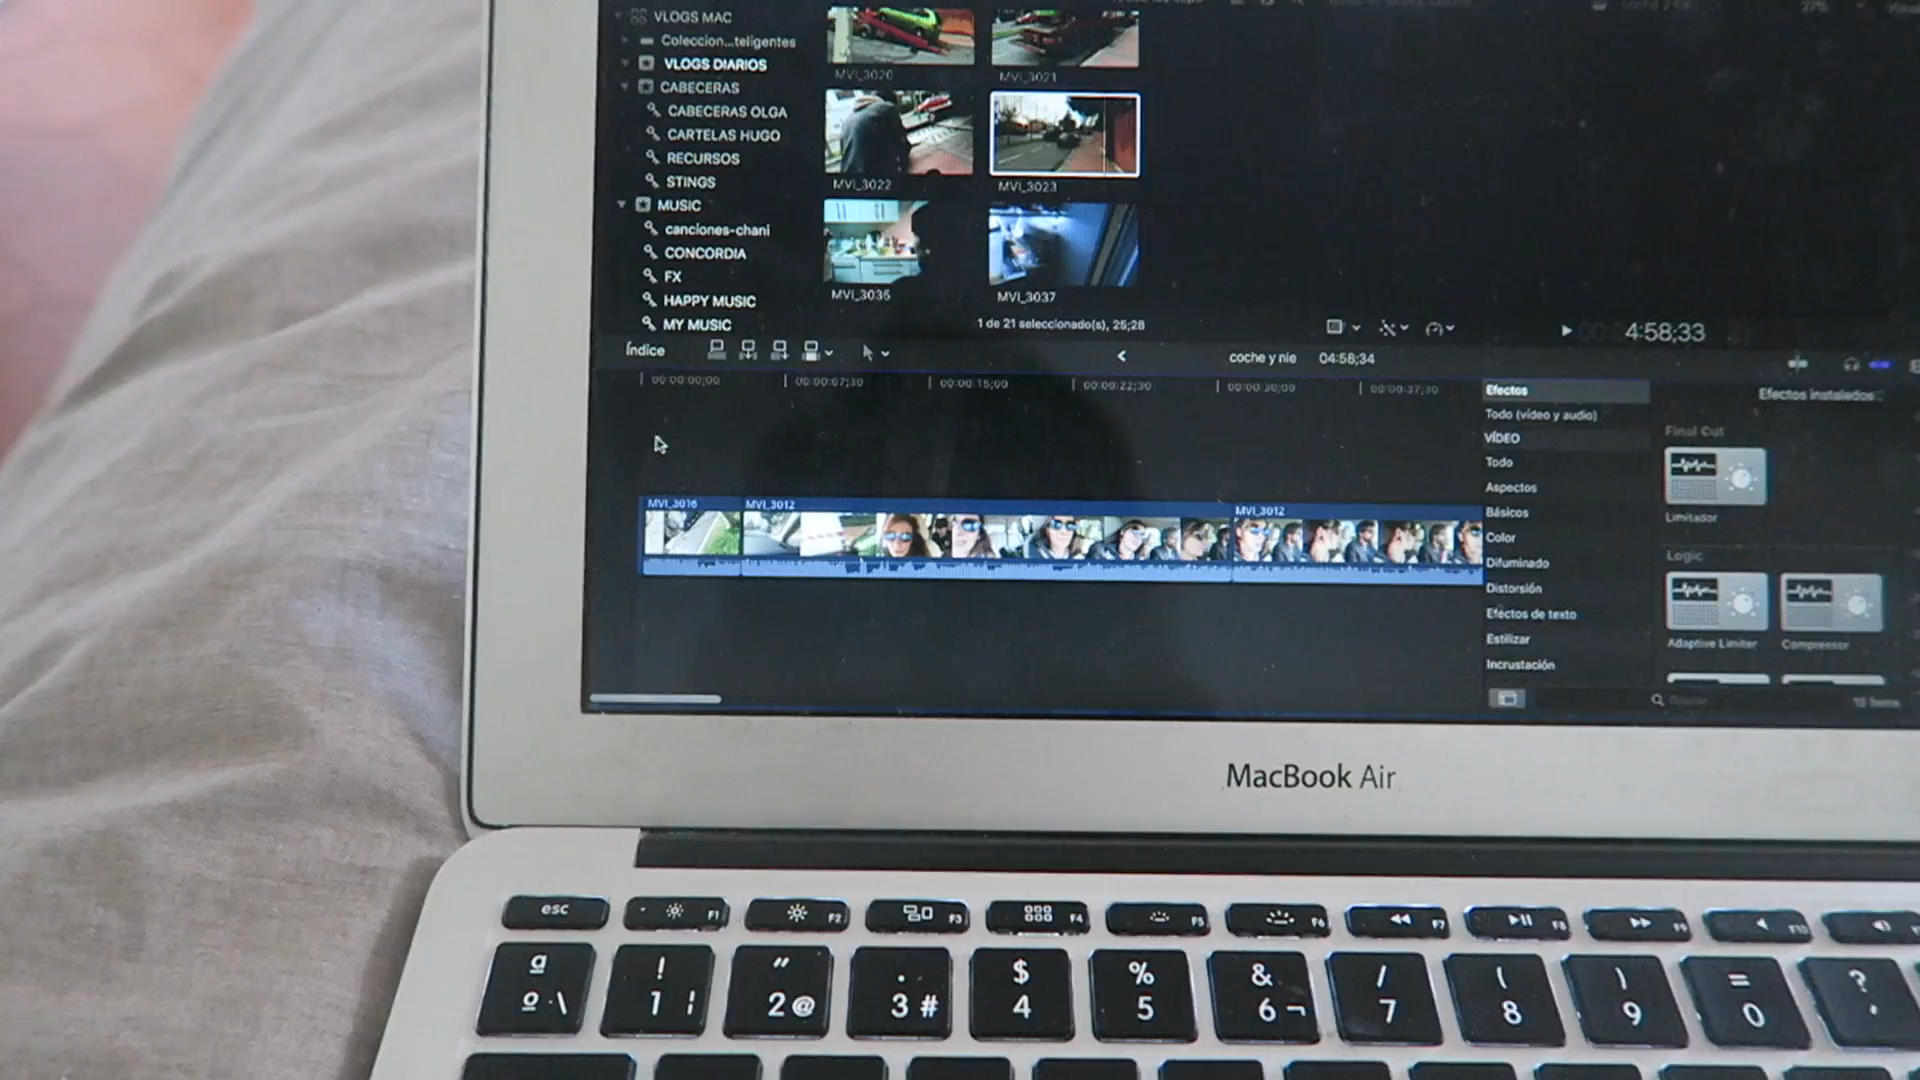 VLOGS MAC
Coleccion...teligentes
VLOGS DIARIOS
CABECERAS
CABECERAS OLGA
CARTELAS HUGO
RECURSOS
STINGS
MUSIC
canciones-chani
CONCORDIA
FX
HAPPY MUSIC
MY MUSIC
MVI_3020
MVI_3021
MVI_3022
MVI_3023
MVI_3035
MVI_3037
1 de 21 seleccionado(s), 25;28
4:58;33
Índice
coche y nie 04:58;34
00:00:00;00
00:00:07;30
00:00:15;00
00:00:22;30
00:00:30;00
00:00:37;30
MVI_3016
MVI_3012
MVI_3012
Efectos
Todo (vídeo y audio)
VÍDEO
Todo
Aspectos
Básicos
Color
Difuminado
Distorsión
Efectos de texto
Estilizar
Incrustación
Efectos instalados
Final Cut
Limitador
Logic
Adaptive Limiter
Compressor
MacBook Air
esc F1 F2 F3 F4 F5 F6 F7 F8 F9 F10
ª ! " · $ % & / ( ) = ?
º \ 1 ¦ 2 @ 3 # 4 5 6 ¬ 7 8 9 0 '